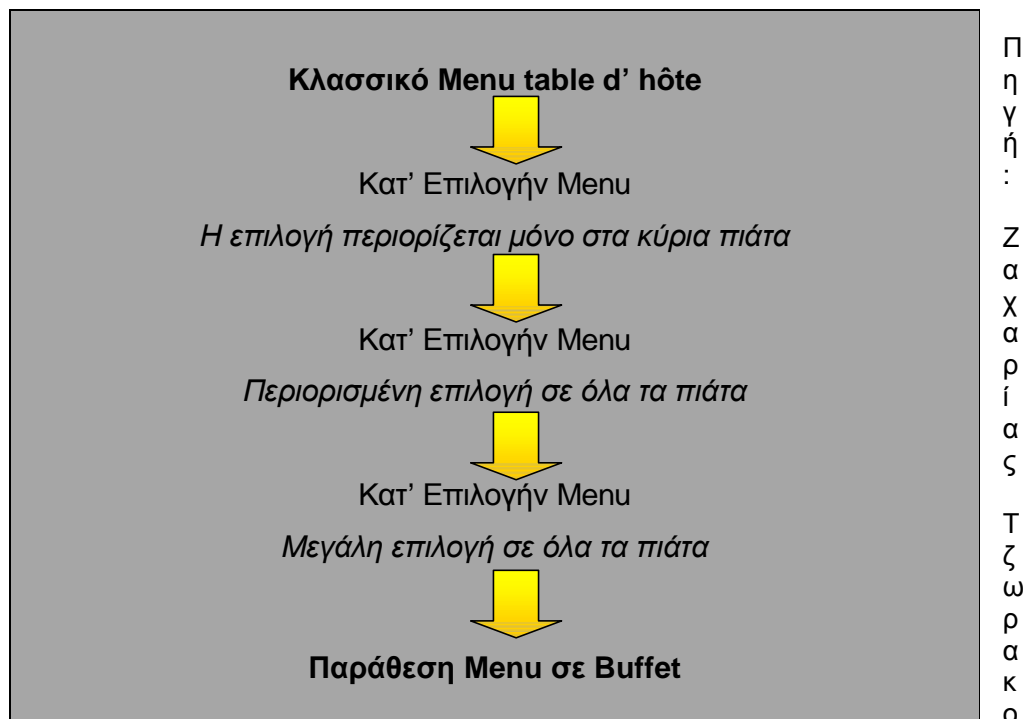 Κλασσικό Menu table d’ hôte
Κατ’ Επιλογήν Menu
Η επιλογή περιορίζεται μόνο στα κύρια πιάτα
Κατ’ Επιλογήν Menu
Περιορισμένη επιλογή σε όλα τα πιάτα
Κατ’ Επιλογήν Menu
Μεγάλη επιλογή σε όλα τα πιάτα
Παράθεση Menu σε Buffet
Πηγή: Ζαχαρίας